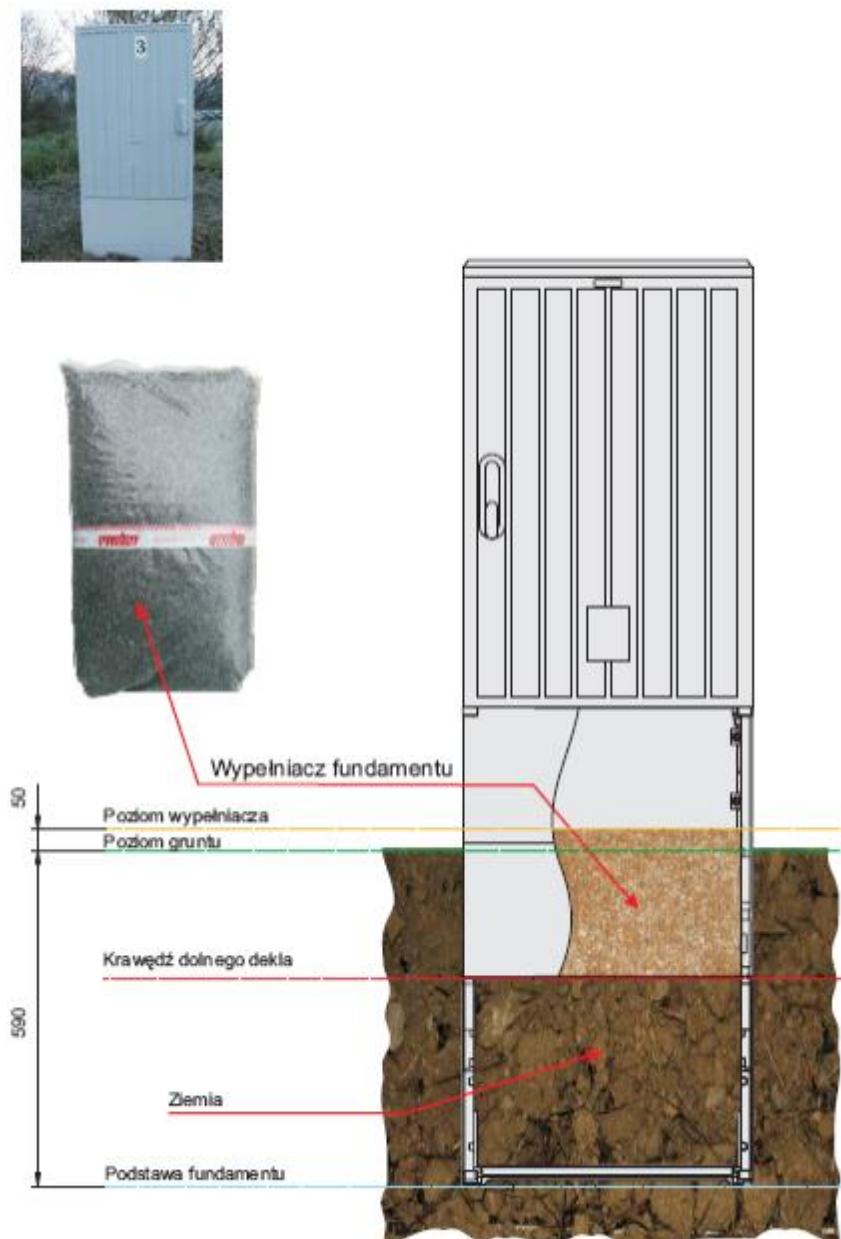 3
Wypełniacz fundamentu
50
Poziom wypełniacza
Poziom gruntu
Krawędź dolnego dekla
590
Ziemia
Podstawa fundamentu